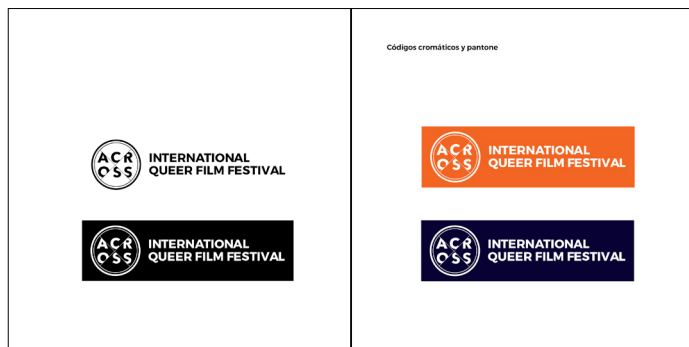 ACR
OSS
INTERNATIONAL
QUEER FILM FESTIVAL
ACR
OSS
INTERNATIONAL
QUEER FILM FESTIVAL
Códigos cromáticos y pantone
ACR
OSS
INTERNATIONAL
QUEER FILM FESTIVAL
ACR
OSS
INTERNATIONAL
QUEER FILM FESTIVAL